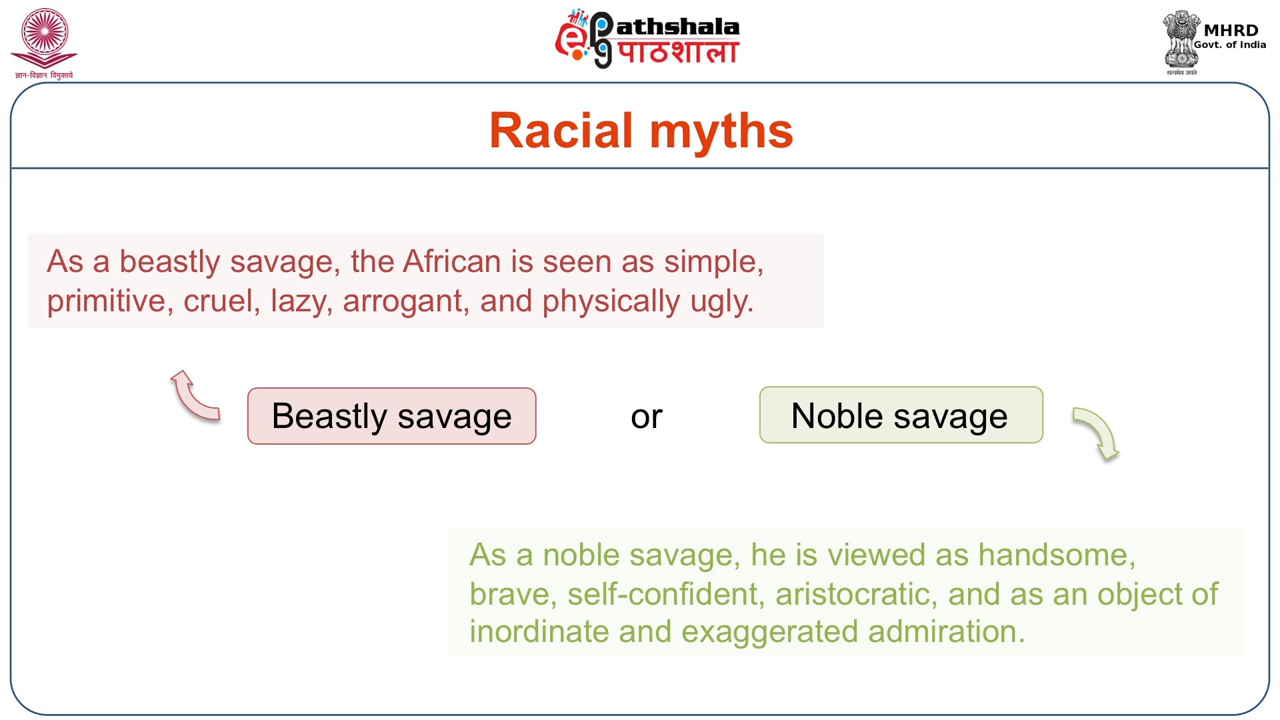 ज्ञान-विज्ञान विमुक्तये
ePathshala
पाठशाला
MHRD
Govt. of India
सत्यमेव जयते
Racial myths
As a beastly savage, the African is seen as simple,
primitive, cruel, lazy, arrogant, and physically ugly.
Beastly savage or Noble savage
As a noble savage, he is viewed as handsome,
brave, self-confident, aristocratic, and as an object of
inordinate and exaggerated admiration.